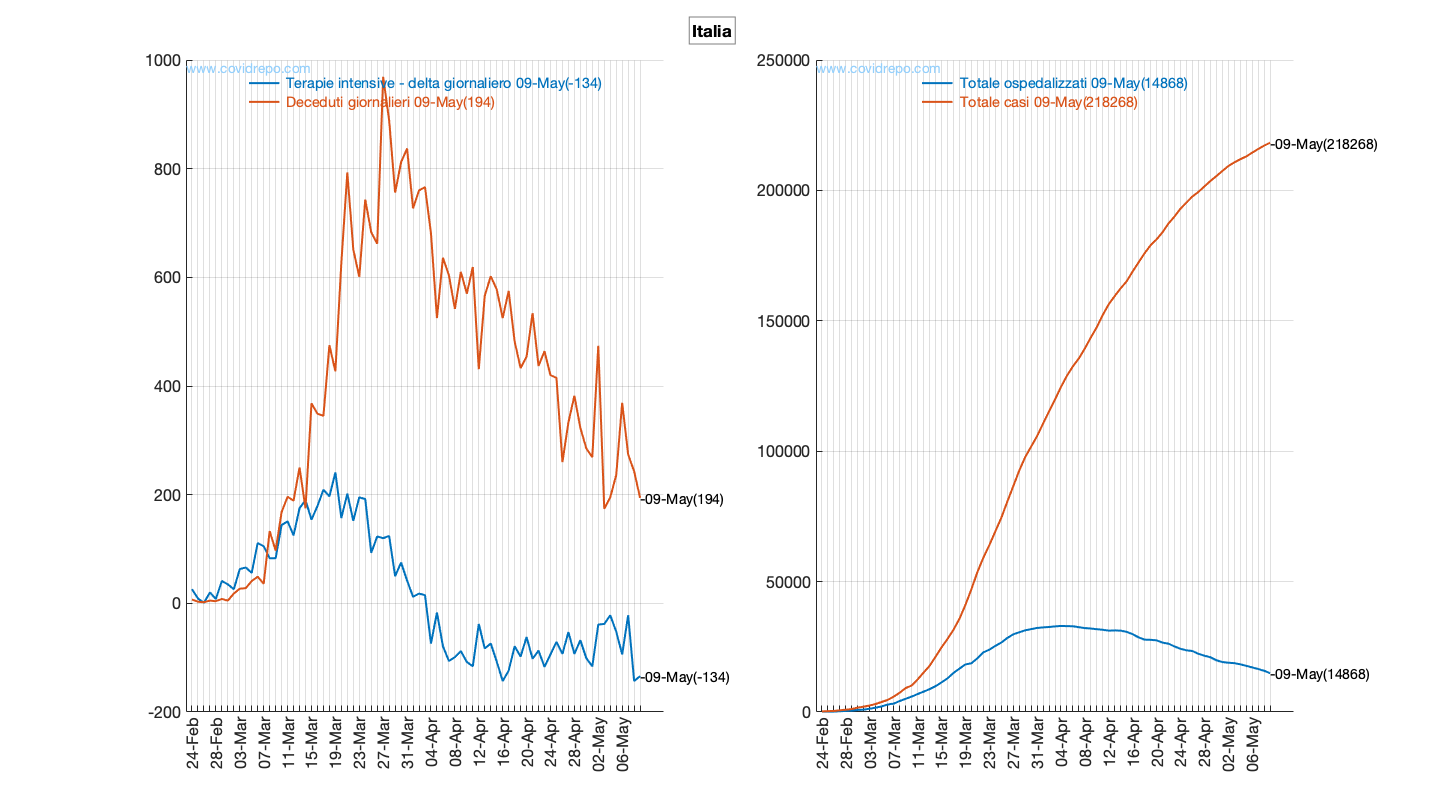 Italia
www.covidrepo.com
Terapie intensive - delta giornaliero 09-May(-134)
Deceduti giornalieri 09-May(194)
1000
800
600
400
200
0
-200
-09-May(194)
-09-May(-134)
24-Feb
28-Feb
03-Mar
07-Mar
11-Mar
15-Mar
19-Mar
23-Mar
27-Mar
31-Mar
04-Apr
08-Apr
12-Apr
16-Apr
20-Apr
24-Apr
28-Apr
02-May
06-May
www.covidrepo.com
Totale ospedalizzati 09-May(14868)
Totale casi 09-May(218268)
250000
200000
150000
100000
50000
0
-09-May(218268)
-09-May(14868)
24-Feb
28-Feb
03-Mar
07-Mar
11-Mar
15-Mar
19-Mar
23-Mar
27-Mar
31-Mar
04-Apr
08-Apr
12-Apr
16-Apr
20-Apr
24-Apr
28-Apr
02-May
06-May